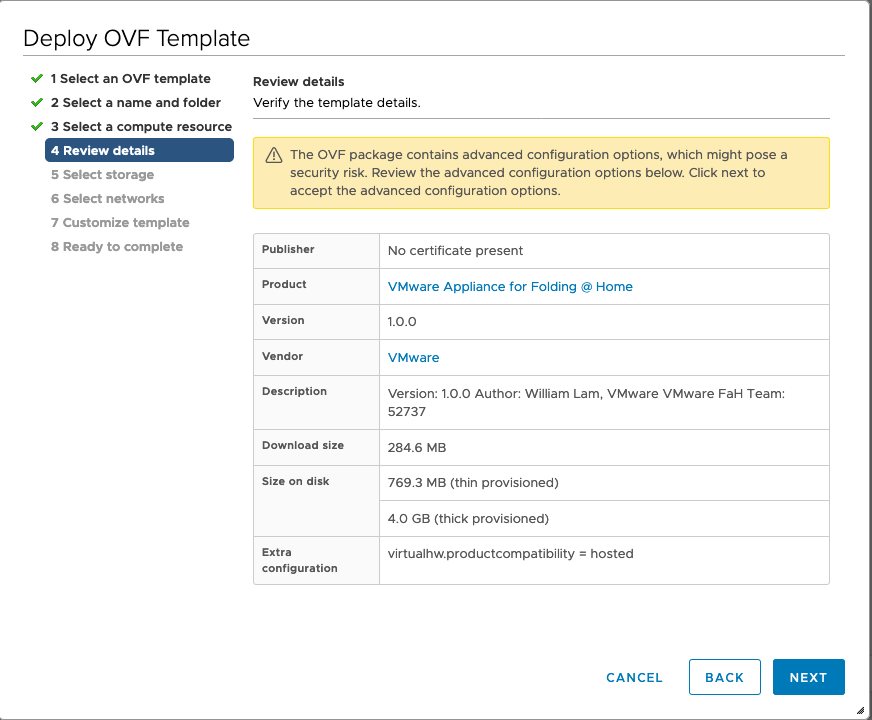 Deploy OVF Template
1 Select an OVF template
2 Select a name and folder
3 Select a compute resource
4 Review details
5 Select storage
6 Select networks
7 Customize template
8 Ready to complete
Review details
Verify the template details.
The OVF package contains advanced configuration options, which might pose a
security risk. Review the advanced configuration options below. Click next to
accept the advanced configuration options.
Publisher No certificate present
Product VMware Appliance for Folding @ Home
Version 1.0.0
Vendor VMware
Description Version: 1.0.0 Author: William Lam, VMware VMware FaH Team:
52737
Download size 284.6 MB
Size on disk 769.3 MB (thin provisioned)
4.0 GB (thick provisioned)
Extra virtualhw.productcompatibility = hosted
configuration
CANCEL BACK NEXT